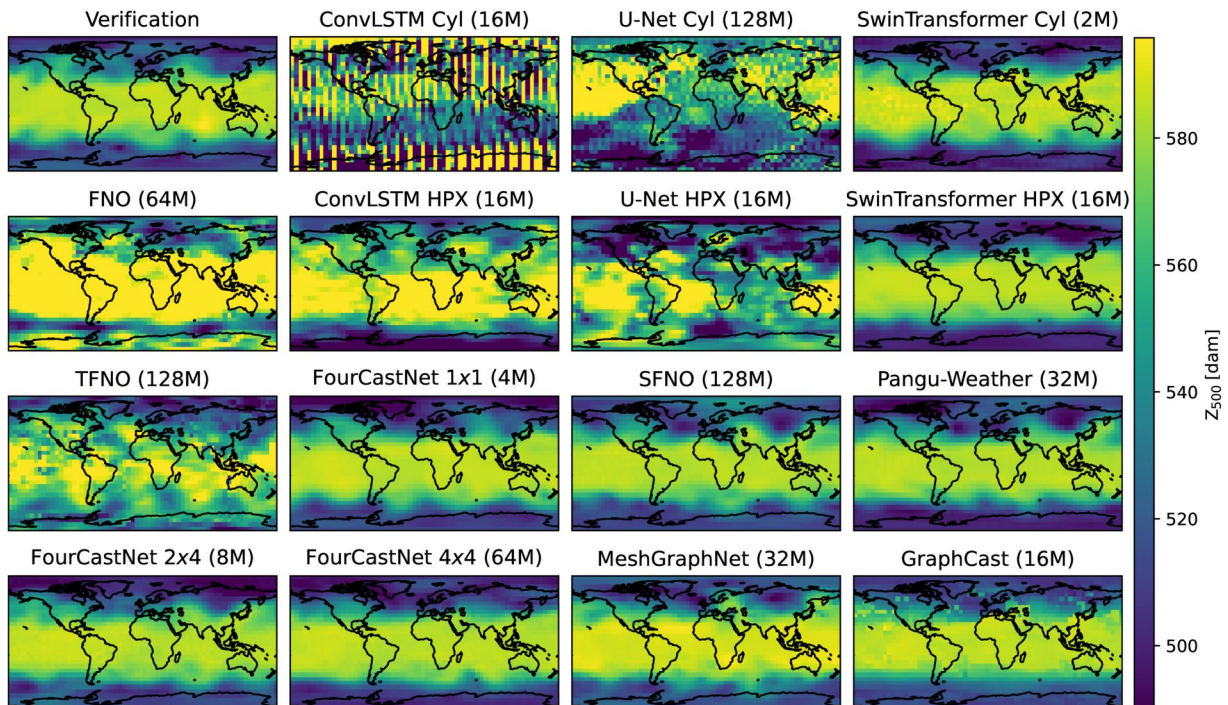 Verification
ConvLSTM Cyl (16M)
U-Net Cyl (128M)
SwinTransformer Cyl (2M)
FNO (64M)
ConvLSTM HPX (16M)
U-Net HPX (16M)
SwinTransformer HPX (16M)
TFNO (128M)
FourCastNet 1x1 (4M)
SFNO (128M)
Pangu-Weather (32M)
FourCastNet 2x4 (8M)
FourCastNet 4x4 (64M)
MeshGraphNet (32M)
GraphCast (16M)
580
560
540
520
500
Z₅₀₀ [dam]